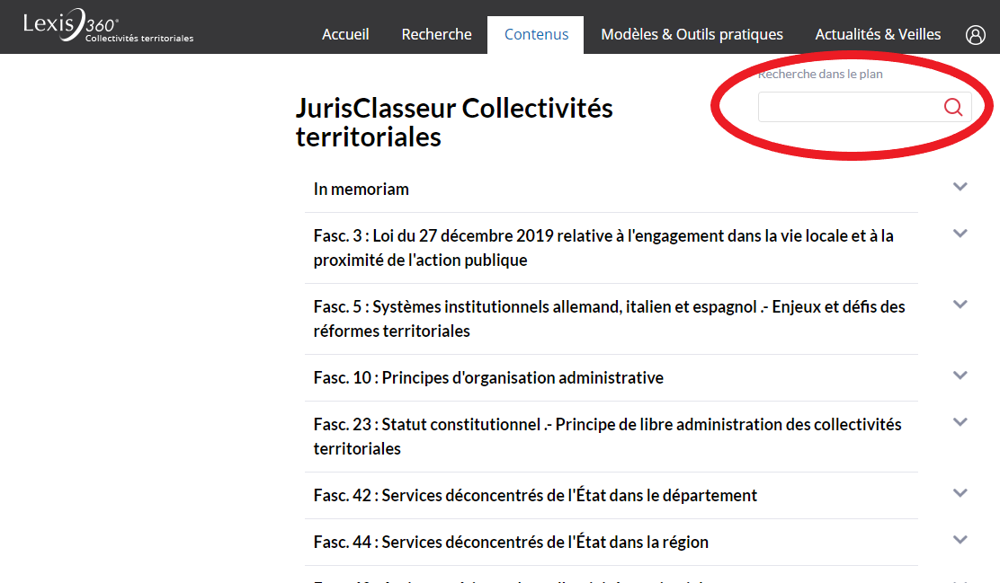 Lexis 360®
Collectivités territoriales
Accueil Recherche Contenus Modèles & Outils pratiques Actualités & Veilles
Recherche dans le plan
JurisClasseur Collectivités
territoriales
In memoriam
Fasc. 3 : Loi du 27 décembre 2019 relative à l'engagement dans la vie locale et à la
proximité de l'action publique
Fasc. 5 : Systèmes institutionnels allemand, italien et espagnol .- Enjeux et défis des
réformes territoriales
Fasc. 10 : Principes d'organisation administrative
Fasc. 23 : Statut constitutionnel .- Principe de libre administration des collectivités
territoriales
Fasc. 42 : Services déconcentrés de l'État dans le département
Fasc. 44 : Services déconcentrés de l'État dans la région